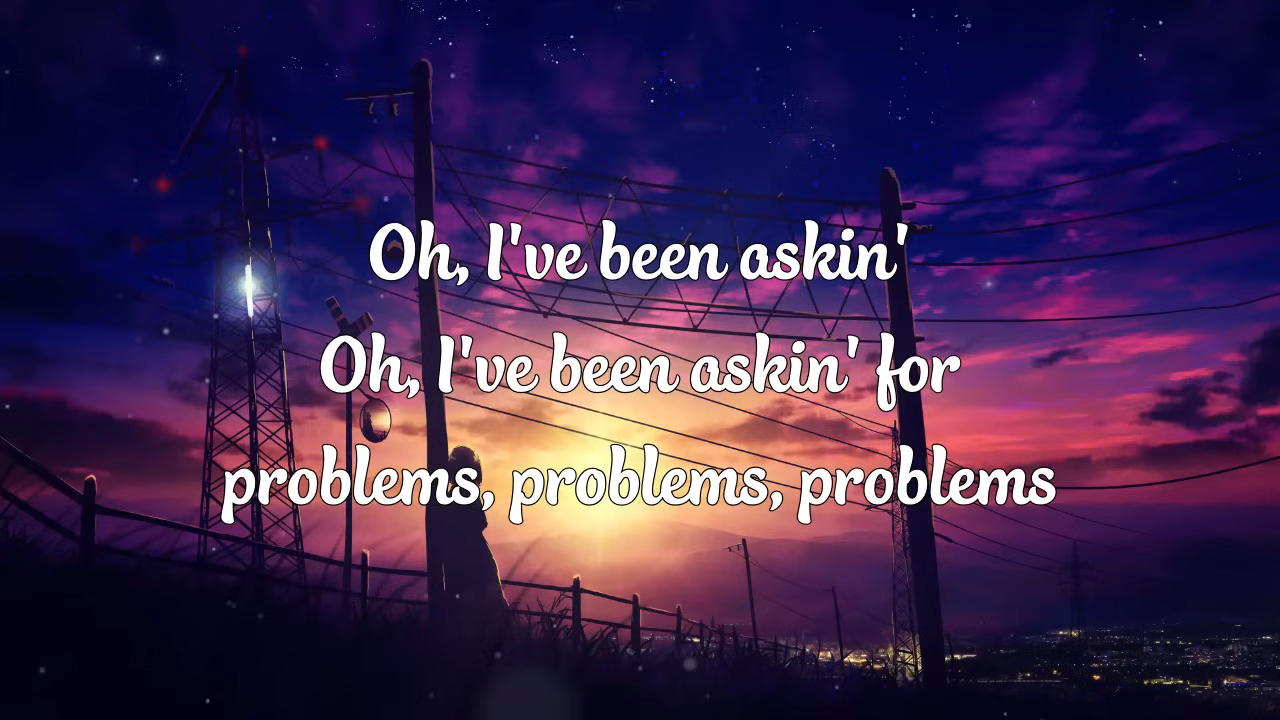 Oh, I've been askin'
Oh, I've been askin' for
problems, problems, problems